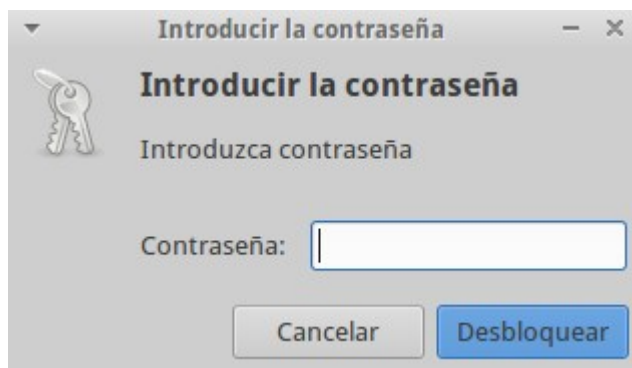 Introducir la contraseña
Introducir la contraseña
Introduzca contraseña
Contraseña:
Cancelar Desbloquear